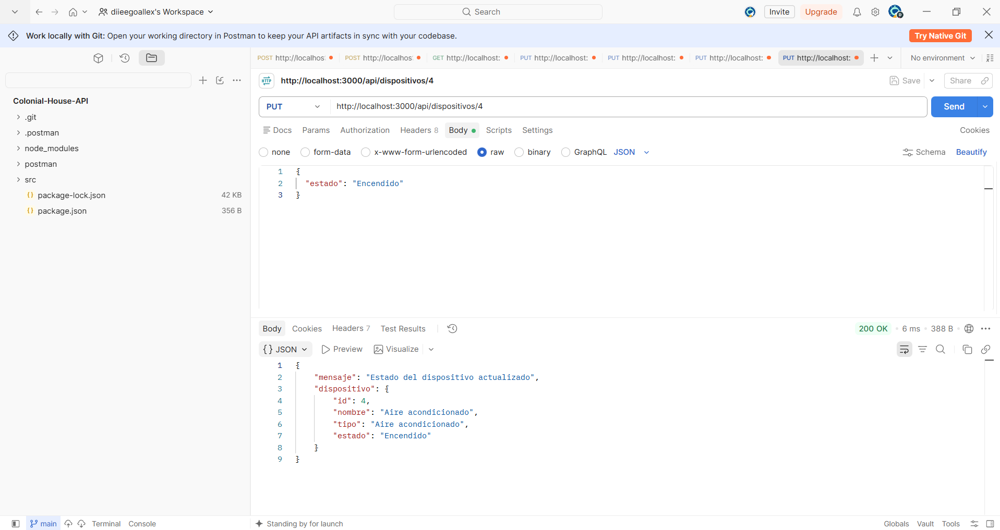 diieegoallex's Workspace
Search
Invite
Upgrade
Work locally with Git: Open your working directory in Postman to keep your API artifacts in sync with your codebase.
Try Native Git
POST http://localhos
POST http://localhos
GET http://localhost:
PUT http://localhost:
PUT http://localhost:
PUT http://localhost:
PUT http://localhost:
No environment
HTTP
http://localhost:3000/api/dispositivos/4
Save
Share
Colonial-House-API
.git
.postman
node_modules
postman
src
{} package-lock.json 42 KB
{} package.json 356 B
PUT
http://localhost:3000/api/dispositivos/4
Send
Docs
Params
Authorization
Headers 8
Body
Scripts
Settings
Cookies
none
form-data
x-www-form-urlencoded
raw
binary
GraphQL
JSON
Schema
Beautify
1 {
2 "estado": "Encendido"
3 }
Body
Cookies
Headers 7
Test Results
200 OK
6 ms
388 B
{} JSON
Preview
Visualize
1 {
2 "mensaje": "Estado del dispositivo actualizado",
3 "dispositivo": {
4 "id": 4,
5 "nombre": "Aire acondicionado",
6 "tipo": "Aire acondicionado",
7 "estado": "Encendido"
8 }
9 }
main
Terminal
Console
Standing by for launch
Globals
Vault
Tools